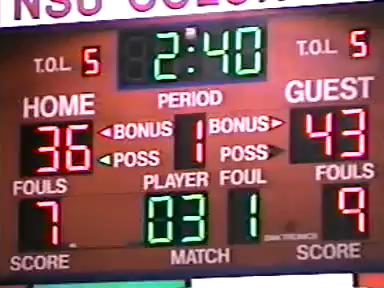 NSU
T.O.L 5 2:40 T.O.L 5
HOME PERIOD GUEST
36 BONUS 1 BONUS 43
POSS POSS
FOULS PLAYER FOUL FOULS
7 03 1 9
DAKTRONICS
SCORE MATCH SCORE